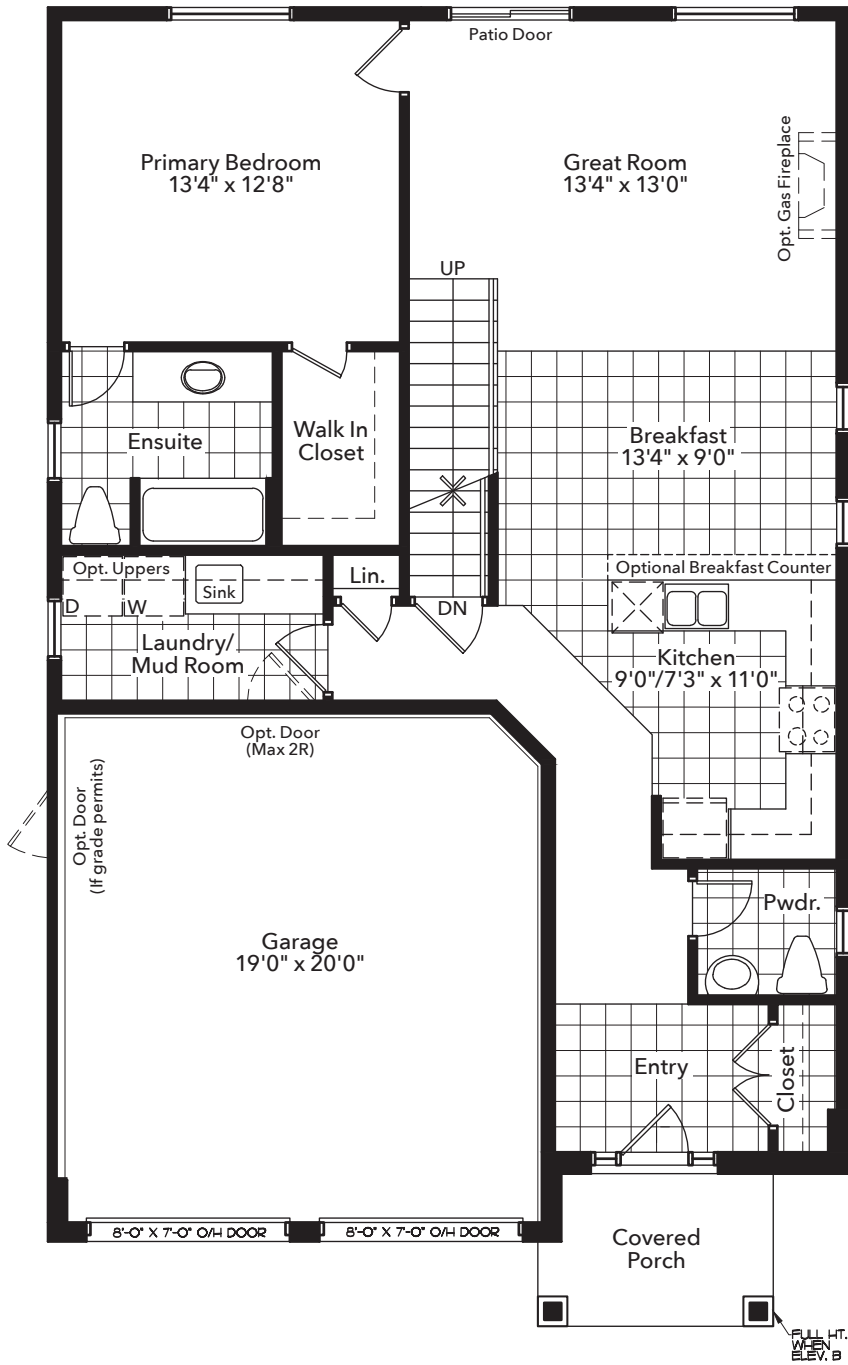 Patio Door
Primary Bedroom
13'4" x 12'8"
Great Room
13'4" x 13'0"
Opt. Gas Fireplace
UP
Ensuite
Walk In
Closet
Breakfast
13'4" x 9'0"
Opt. Uppers
Sink
D
W
Lin.
DN
Optional Breakfast Counter
Laundry/
Mud Room
Kitchen
9'0"/7'3" x 11'0"
Opt. Door
(Max 2R)
Opt. Door
(If grade permits)
Garage
19'0" x 20'0"
Pwdr.
Entry
Closet
8'-0" X 7'-0" O/H DOOR
8'-0" X 7'-0" O/H DOOR
Covered
Porch
FULL HT.
WHEN
ELEV. B